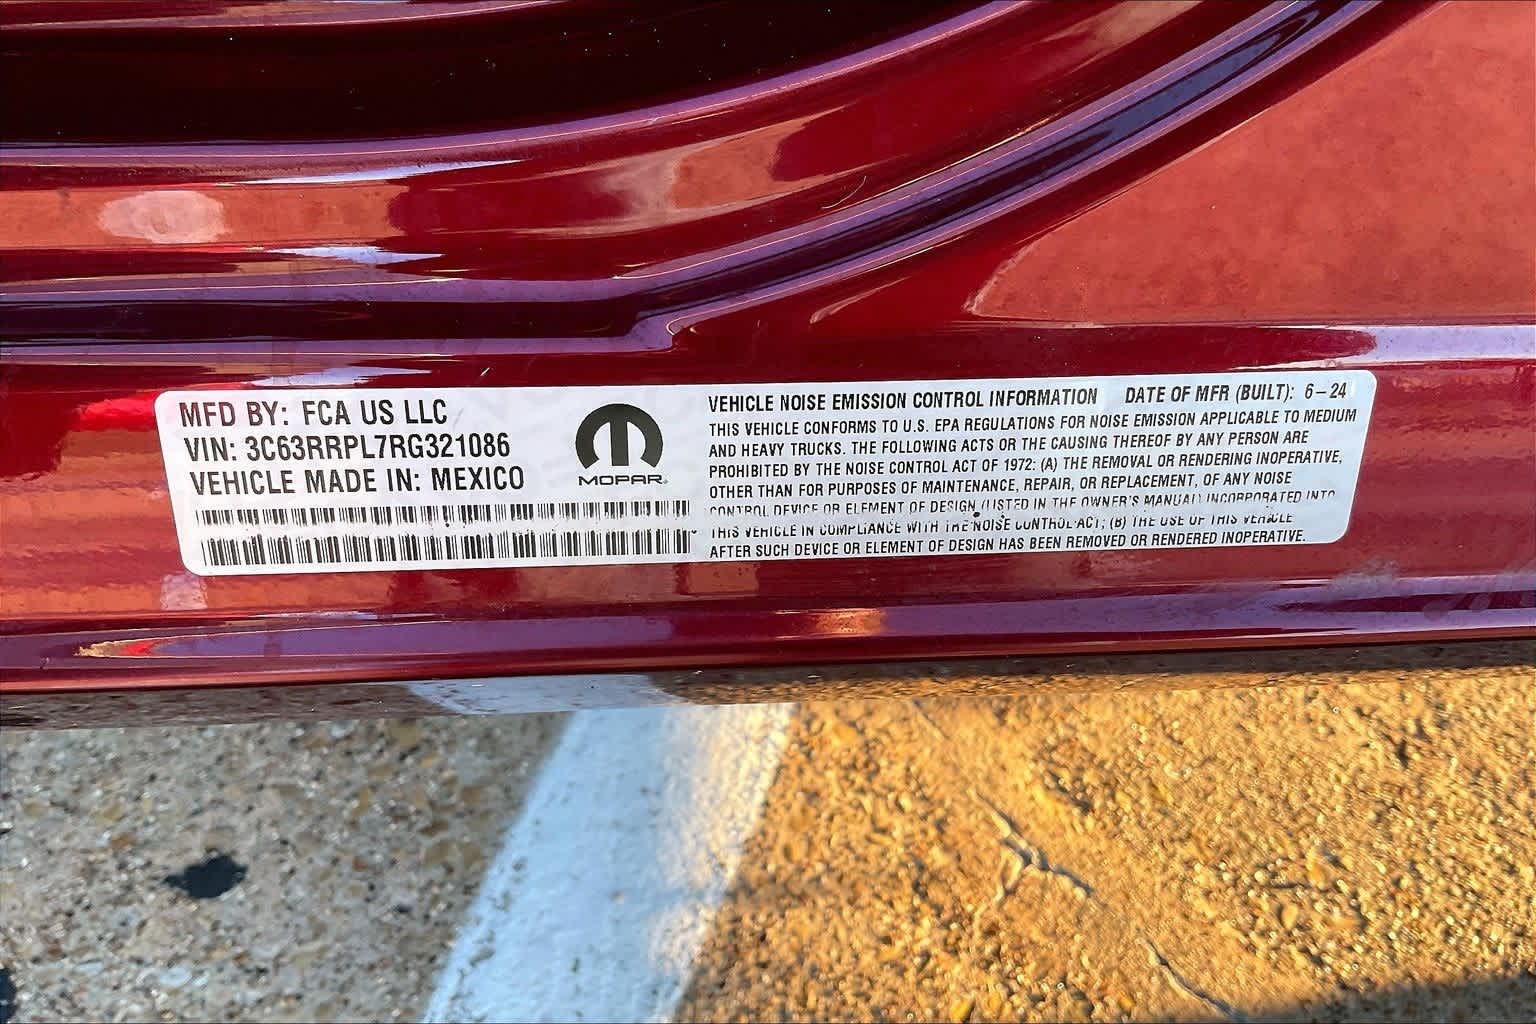 MFD BY: FCA US LLC
VIN: 3C63RRPL7RG321086
VEHICLE MADE IN: MEXICO
MOPAR
VEHICLE NOISE EMISSION CONTROL INFORMATION DATE OF MFR (BUILT): 6-24
THIS VEHICLE CONFORMS TO U.S. EPA REGULATIONS FOR NOISE EMISSION APPLICABLE TO MEDIUM
AND HEAVY TRUCKS. THE FOLLOWING ACTS OR THE CAUSING THEREOF BY ANY PERSON ARE
PROHIBITED BY THE NOISE CONTROL ACT OF 1972: (A) THE REMOVAL OR RENDERING INOPERATIVE,
OTHER THAN FOR PURPOSES OF MAINTENANCE, REPAIR, OR REPLACEMENT, OF ANY NOISE
CONTROL DEVICE OR ELEMENT OF DESIGN (LISTED IN THE OWNER'S MANUAL) INCORPORATED INTO
THIS VEHICLE IN COMPLIANCE WITH THE NOISE CONTROL ACT; (B) THE USE OF THIS VEHICLE
AFTER SUCH DEVICE OR ELEMENT OF DESIGN HAS BEEN REMOVED OR RENDERED INOPERATIVE.